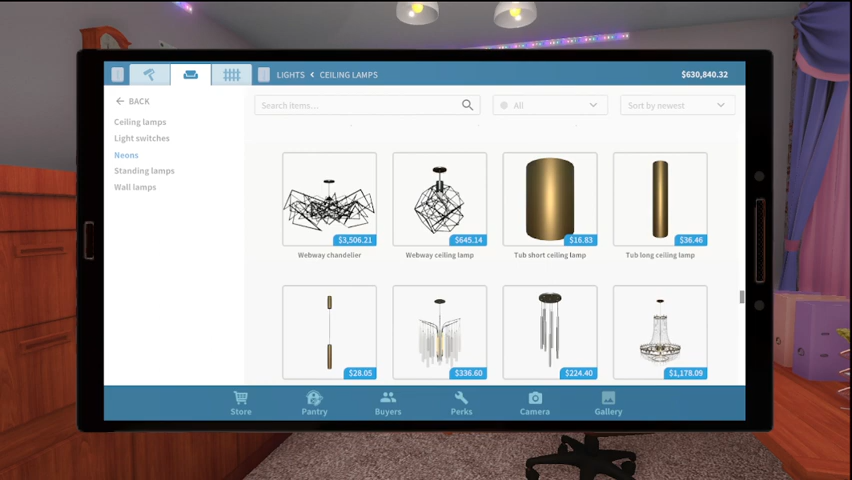 LIGHTS < CEILING LAMPS
$630,840.32
BACK
Search items...
All
Sort by newest
Ceiling lamps
Light switches
Neons
Standing lamps
Wall lamps
$3,506.21
$645.14
$16.83
$36.46
Webway chandelier
Webway ceiling lamp
Tub short ceiling lamp
Tub long ceiling lamp
$28.05
$336.60
$224.40
$1,178.09
Store
Pantry
Buyers
Perks
Camera
Gallery